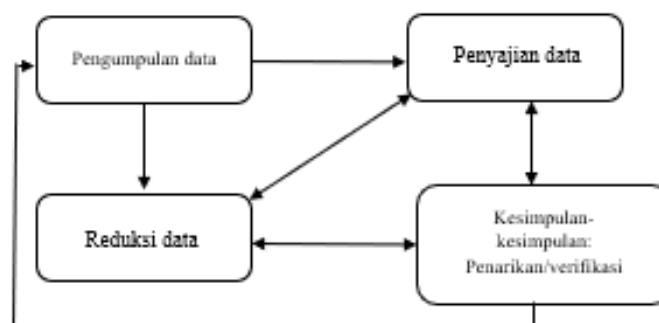 Pengumpulan data
Penyajian data
Reduksi data
Kesimpulan-
kesimpulan:
Penarikan/verifikasi